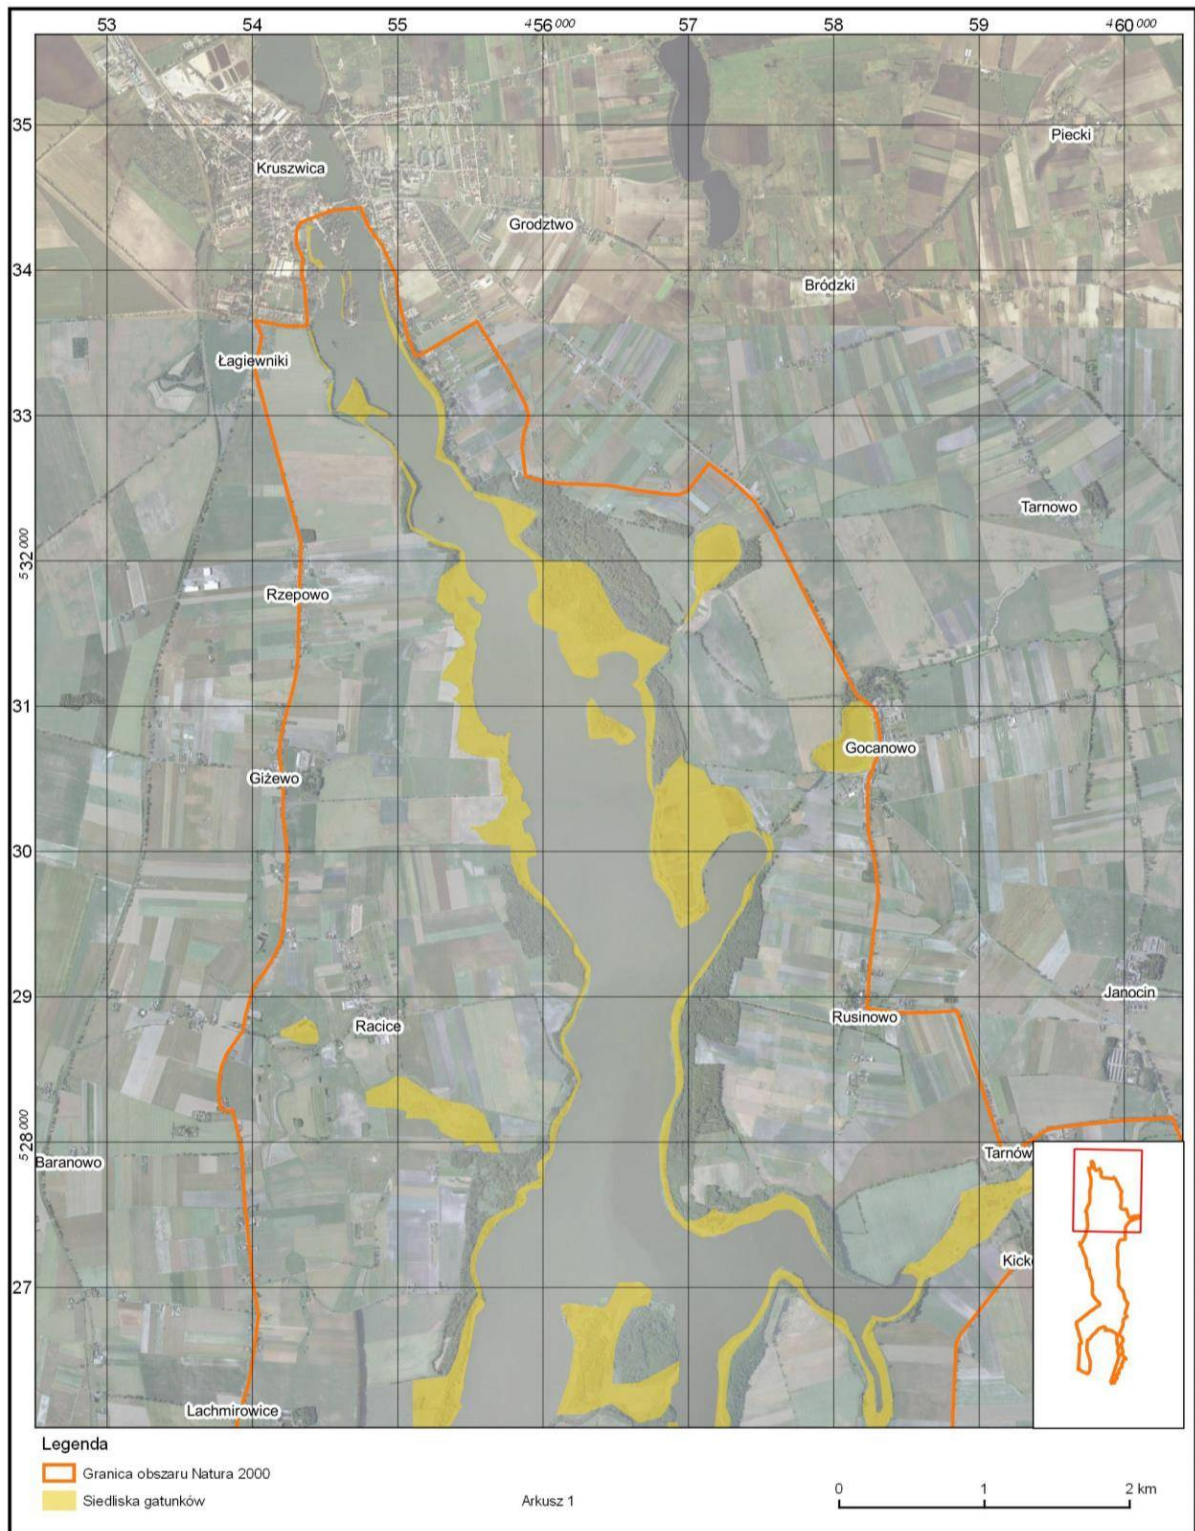 53 54 55 456 000 57 58 59 460 000
35
Piecki
Kruszwica
Grodztwo
34
Bródzki
Łagiewniki
33
Tarnowo
532 000
Rzepowo
31
Gocanowo
Giżewo
30
29
Janocin
Rusinowo
Racice
528 000
Tarnów
Baranowo
Kick
27
Lachmirowice
Legenda
Granica obszaru Natura 2000
Siedliska gatunków
Arkusz 1
0 1 2 km